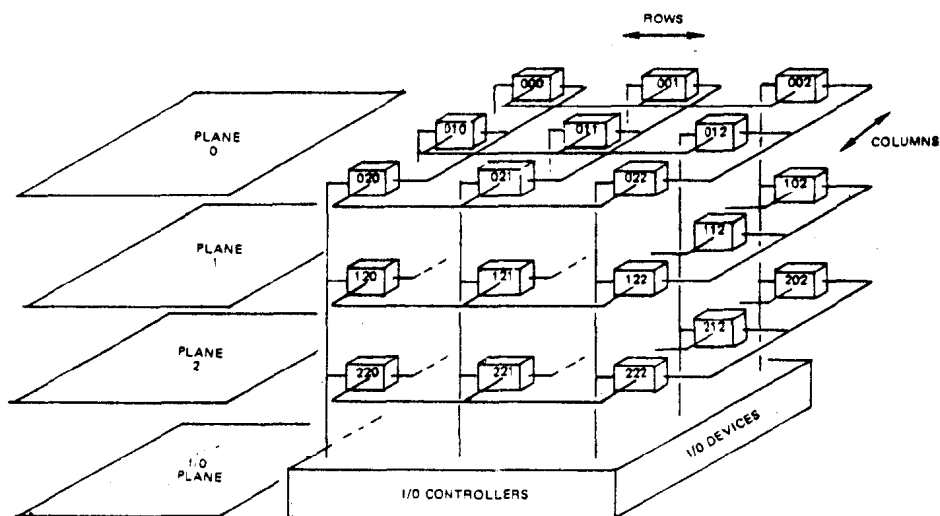 ROWS
000
001
002
010
011
012
COLUMNS
PLANE
0
020
021
022
102
112
PLANE
1
120
121
122
202
212
PLANE
2
220
221
222
I/O DEVICES
I/O
PLANE
I/O CONTROLLERS